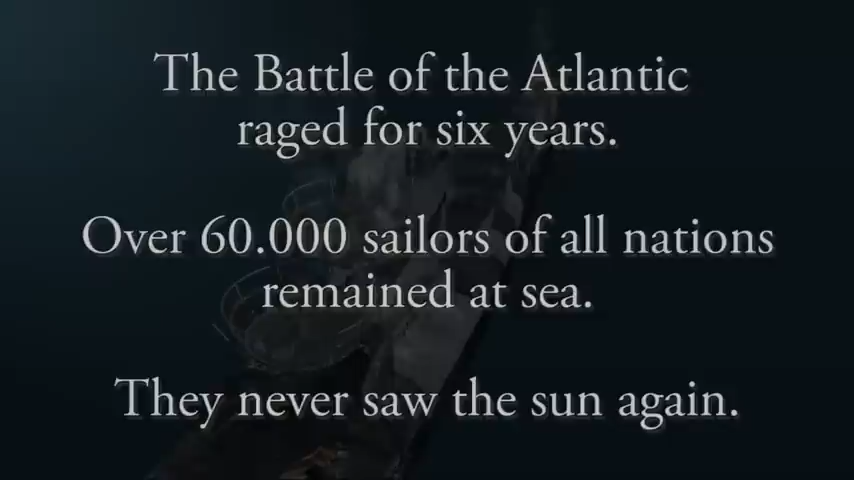 The Battle of the Atlantic
raged for six years.
Over 60.000 sailors of all nations
remained at sea.
They never saw the sun again.